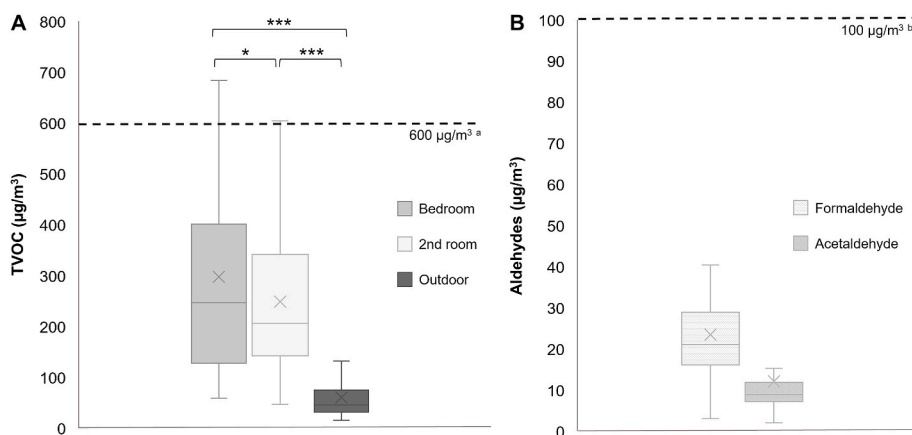 A
TVOC (µg/m³)
800
700
600
500
400
300
200
100
0
***
*
***
600 µg/m³ ᵃ
Bedroom
2nd room
Outdoor
B
Aldehydes (µg/m³)
100
90
80
70
60
50
40
30
20
10
0
100 µg/m³ ᵇ
Formaldehyde
Acetaldehyde